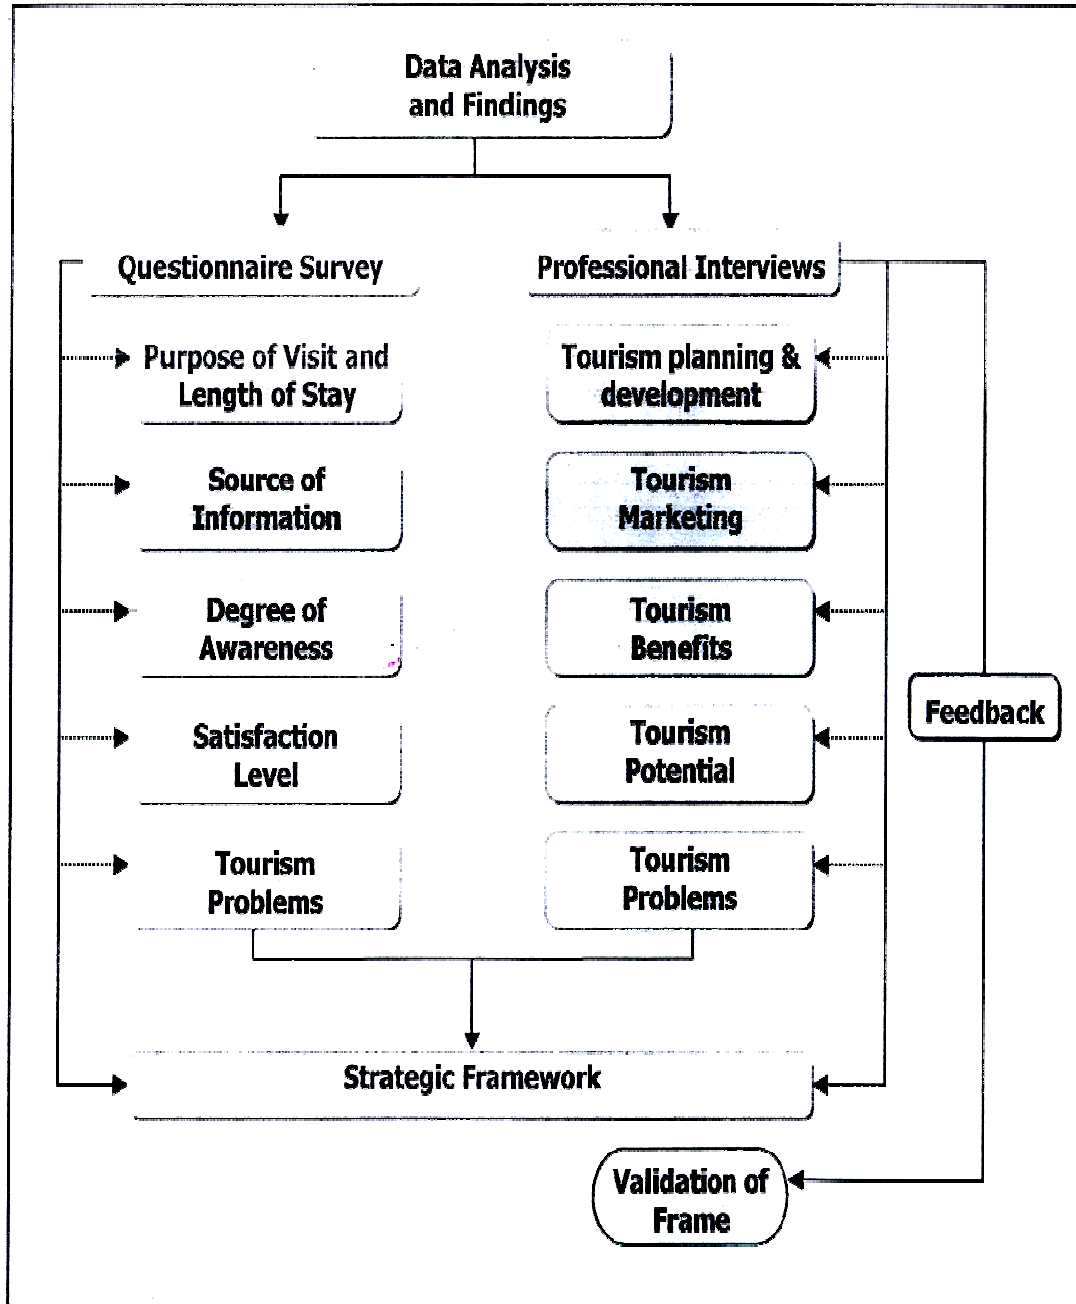 Data Analysis
and Findings
Questionnaire Survey
Professional Interviews
Purpose of Visit and
Length of Stay
Tourism planning &
development
Source of
Information
Tourism
Marketing
Degree of
Awareness
Tourism
Benefits
Feedback
Satisfaction
Level
Tourism
Potential
Tourism
Problems
Tourism
Problems
Strategic Framework
Validation of
Frame